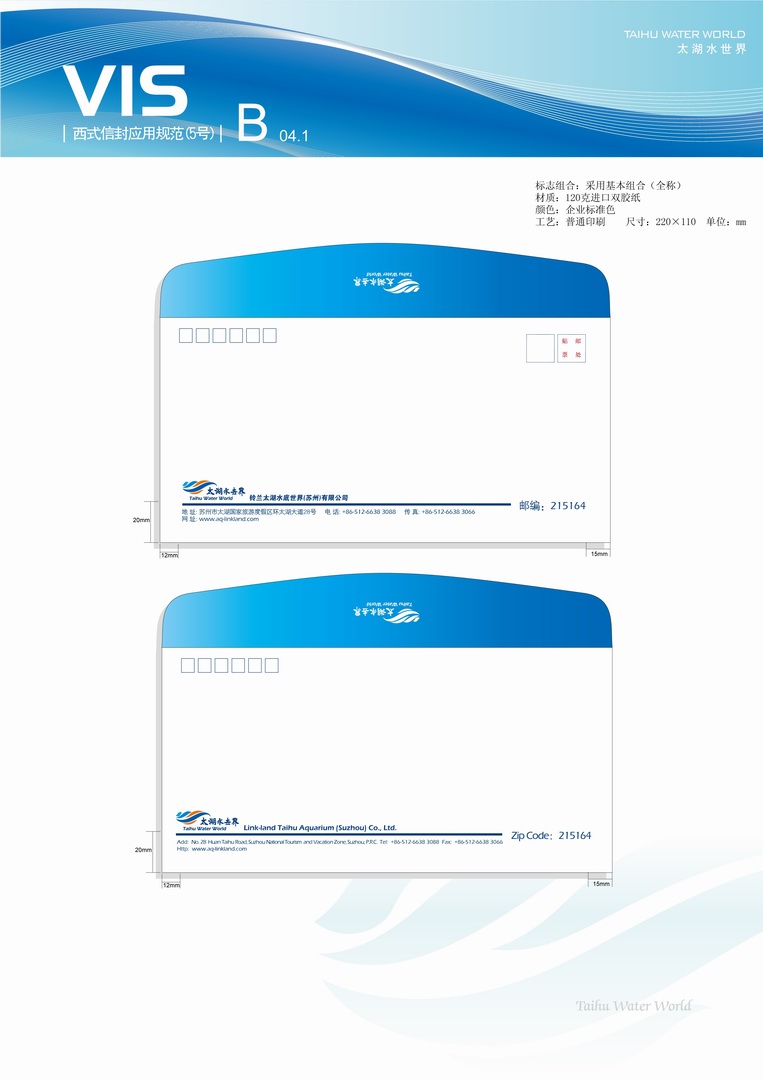 TAIHU WATER WORLD
太湖水世界
VIS
西式信封应用规范(5号)
B 04.1
标志组合：采用基本组合（全称）
材质：120克进口双胶纸
颜色：企业标准色
工艺：普通印刷 尺寸：220×110 单位：mm
太湖水世界
Taihu Water World
贴 邮
票 处
太湖水世界
Taihu Water World
铃兰太湖水底世界(苏州)有限公司
邮编：215164
地 址: 苏州市太湖国家旅游度假区环太湖大道28号 电 话: +86-512-6638 3088 传 真: +86-512-6638 3066
网 址: www.aq-linkland.com
20mm
12mm
15mm
太湖水世界
Taihu Water World
太湖水世界
Taihu Water World
Link-land Taihu Aquarium (Suzhou) Co., Ltd.
Zip Code：215164
Add: No. 28 Huan Taihu Road, Suzhou National Tourism and Vacation Zone, Suzhou, P.R.C. Tel: +86-512-6638 3088 Fax: +86-512-6638 3066
Http: www.aq-linkland.com
20mm
12mm
15mm
Taihu Water World